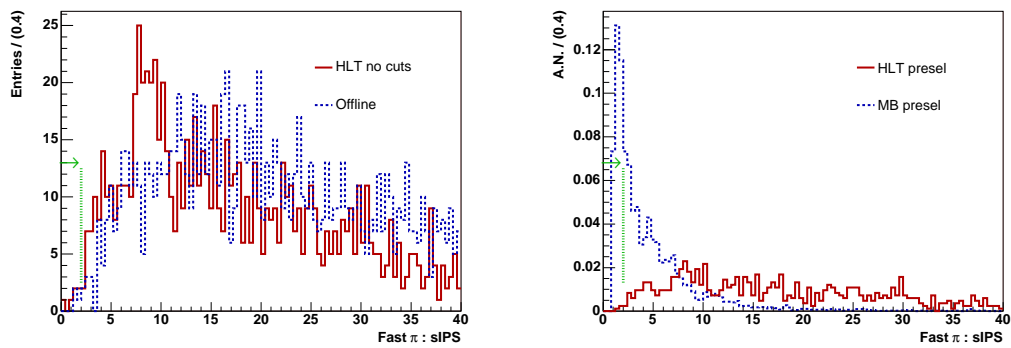 Entries / (0.4)
25
20
15
10
5
0
HLT no cuts
Offline
0 5 10 15 20 25 30 35 40
Fast π : sIPS
A.N. / (0.4)
0.12
0.1
0.08
0.06
0.04
0.02
0
HLT presel
MB presel
0 5 10 15 20 25 30 35 40
Fast π : sIPS